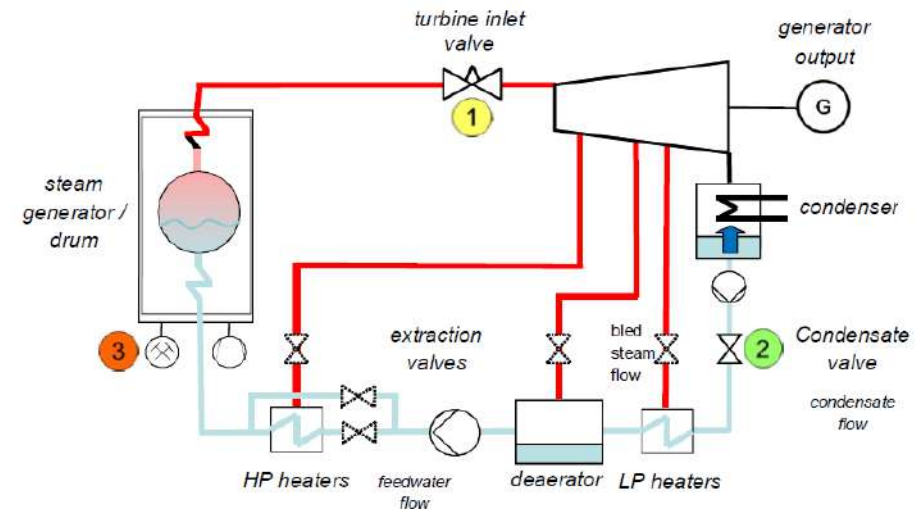 turbine inlet
valve
generator
output
1
G
steam
generator /
drum
condenser
3
extraction
valves
bled
steam
flow
2
Condensate
valve
condensate
flow
HP heaters
feedwater
flow
deaerator
LP heaters